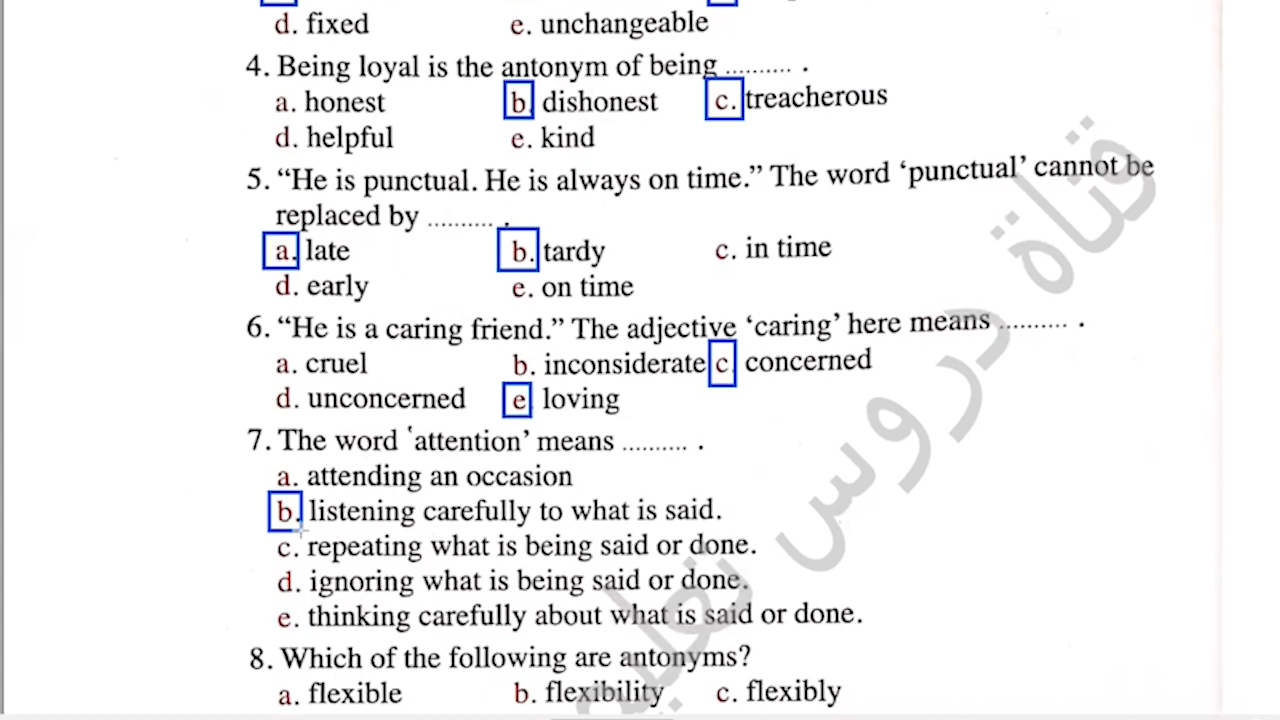 d. fixed e. unchangeable
4. Being loyal is the antonym of being .......... .
a. honest b. dishonest c. treacherous
d. helpful e. kind
5. “He is punctual. He is always on time.” The word ‘punctual’ cannot be
replaced by .......... .
a. late b. tardy c. in time
d. early e. on time
6. “He is a caring friend.” The adjective ‘caring’ here means .......... .
a. cruel b. inconsiderate c. concerned
d. unconcerned e. loving
7. The word ‘attention’ means .......... .
a. attending an occasion
b. listening carefully to what is said.
c. repeating what is being said or done.
d. ignoring what is being said or done.
e. thinking carefully about what is said or done.
8. Which of the following are antonyms?
a. flexible b. flexibility c. flexibly
قناة دروس